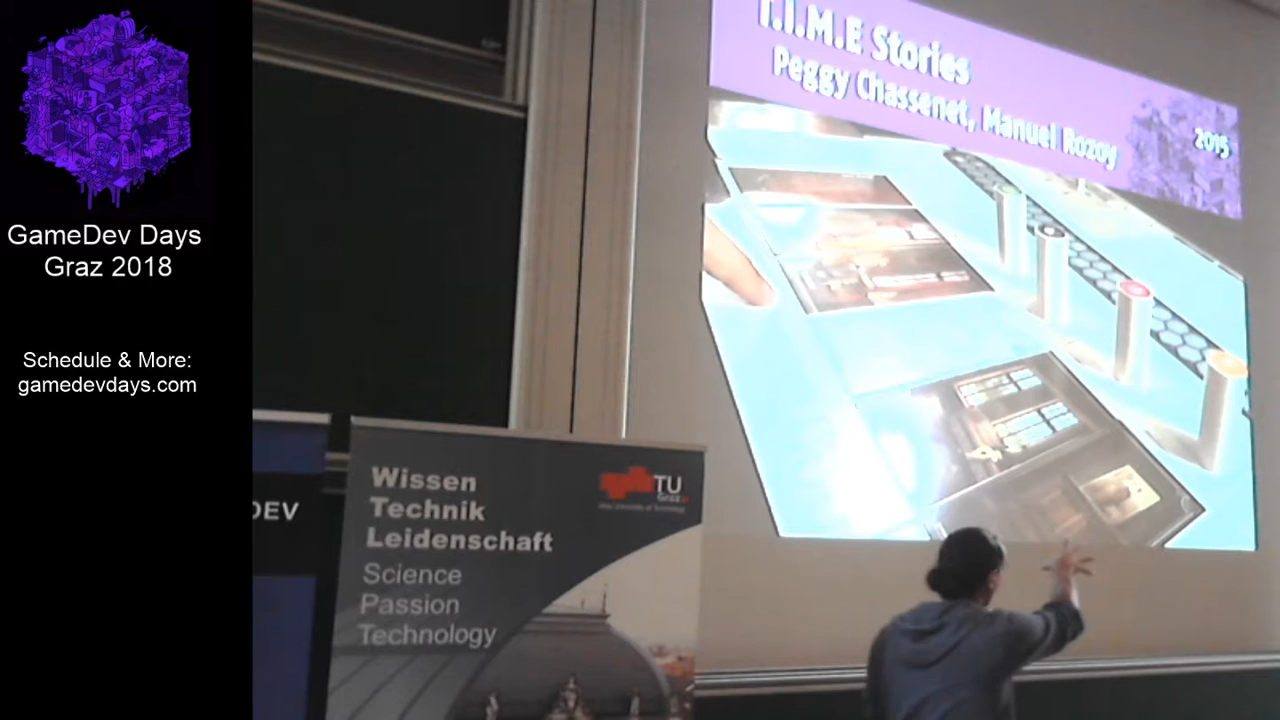 GameDev Days
Graz 2018
Schedule & More:
gamedevdays.com
T.I.M.E Stories
Peggy Chassenet, Manuel Rozoy
2015
DEV
Wissen
Technik
Leidenschaft
Science
Passion
Technology
TU
Graz